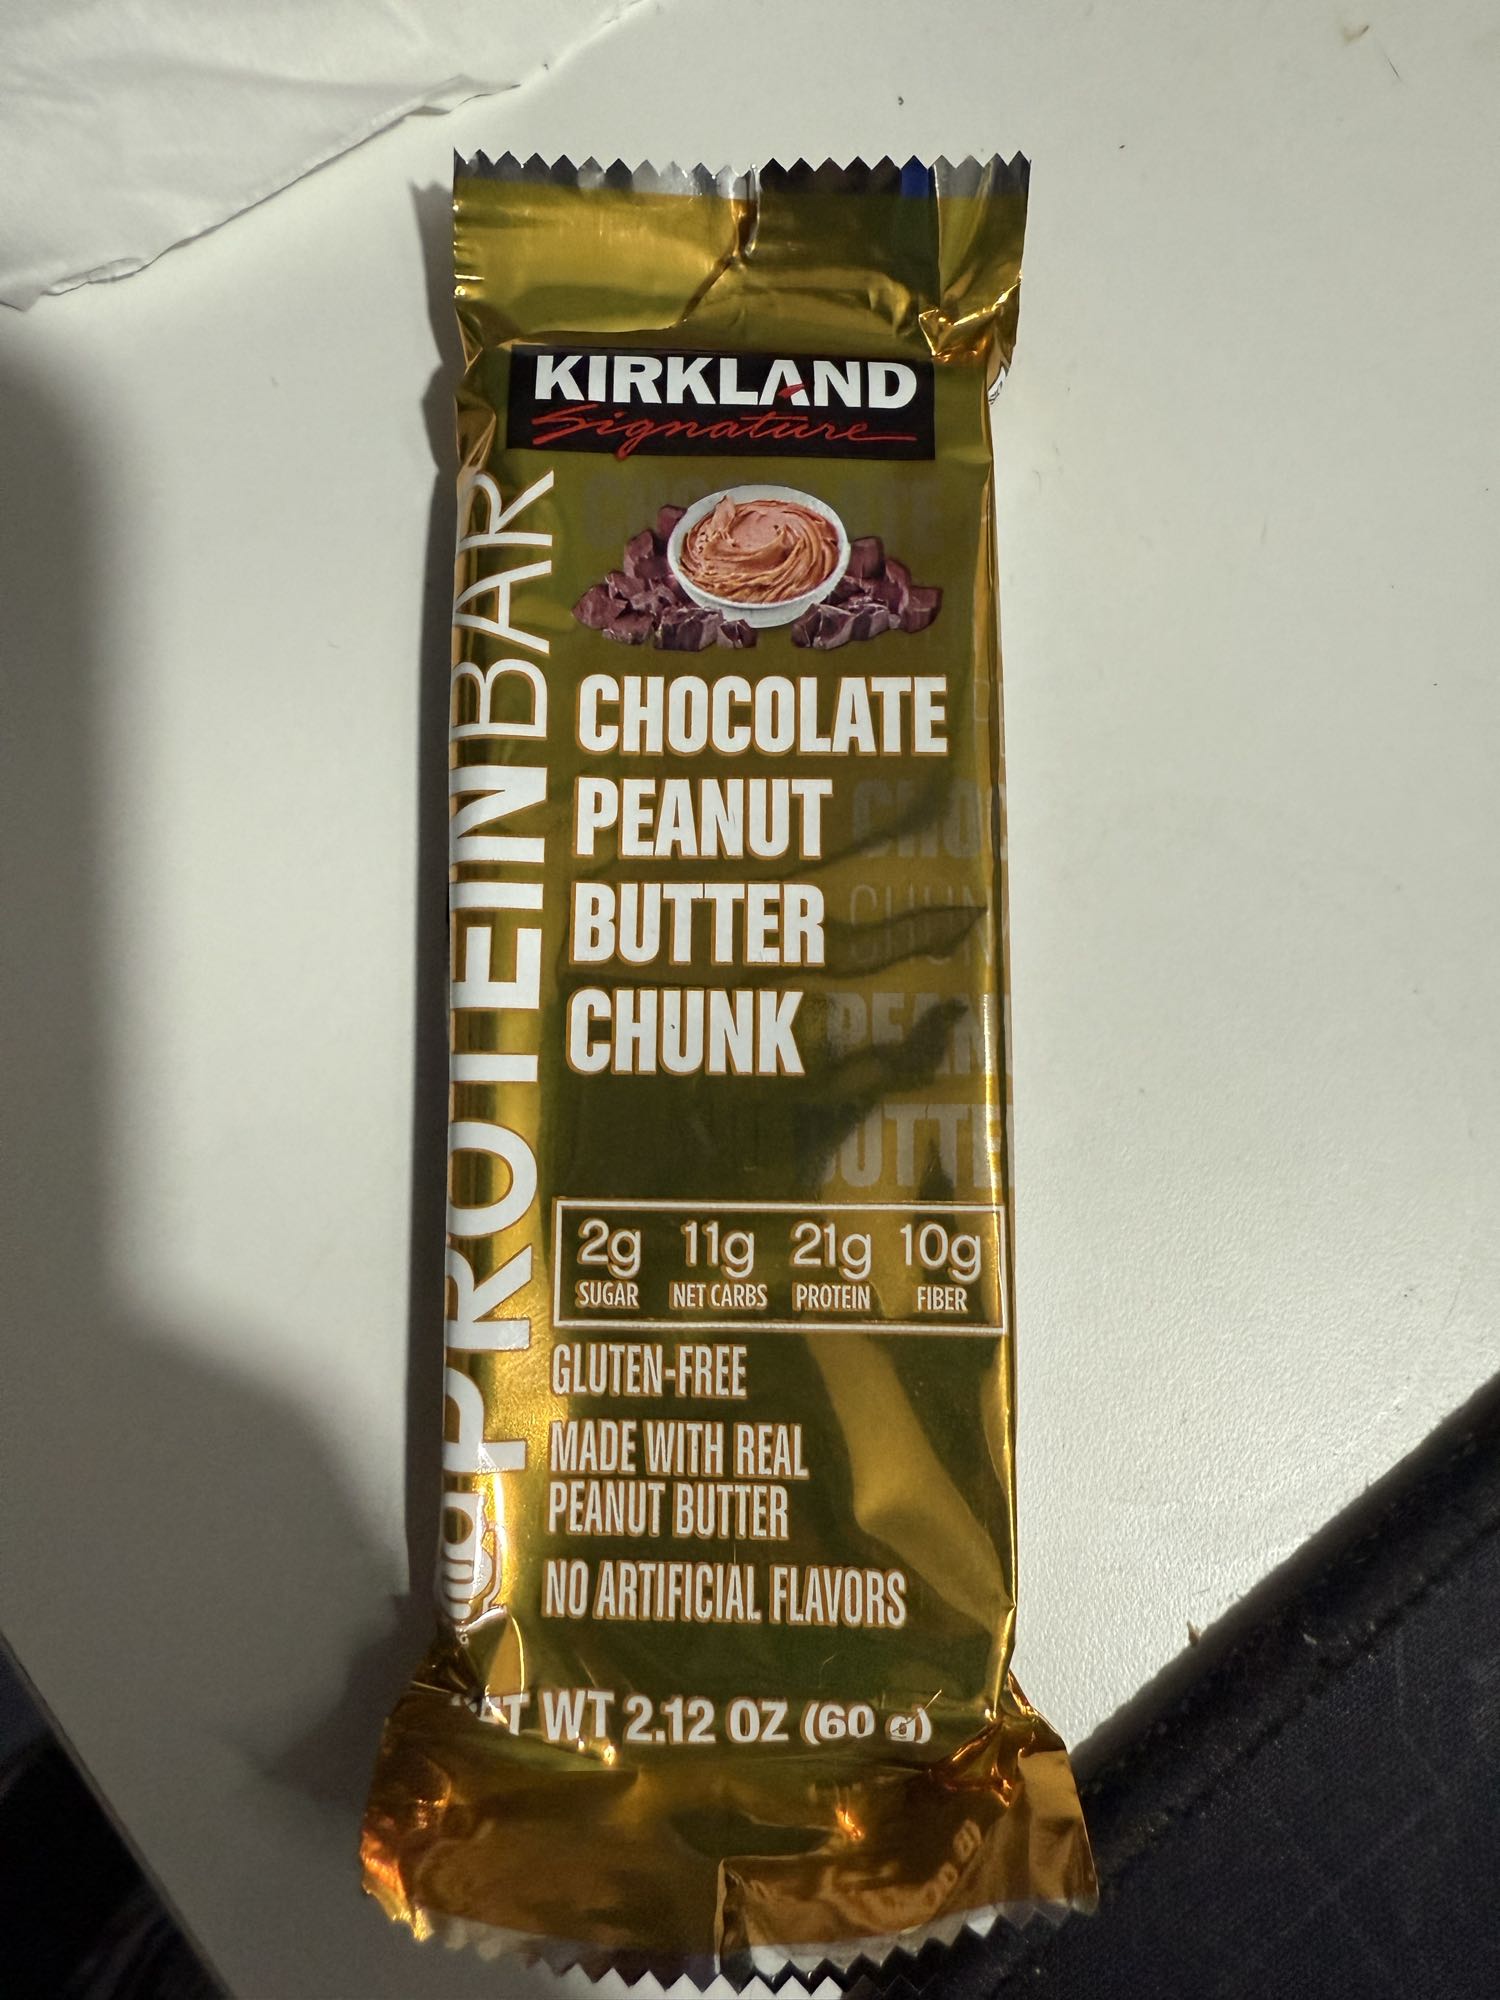 KIRKLAND
Signature
PROTEIN BAR
CHOCOLATE
PEANUT
BUTTER
CHUNK
2g 11g 21g 10g
SUGAR NET CARBS PROTEIN FIBER
GLUTEN-FREE
MADE WITH REAL
PEANUT BUTTER
NO ARTIFICIAL FLAVORS
WT 2.12 OZ (60 g)